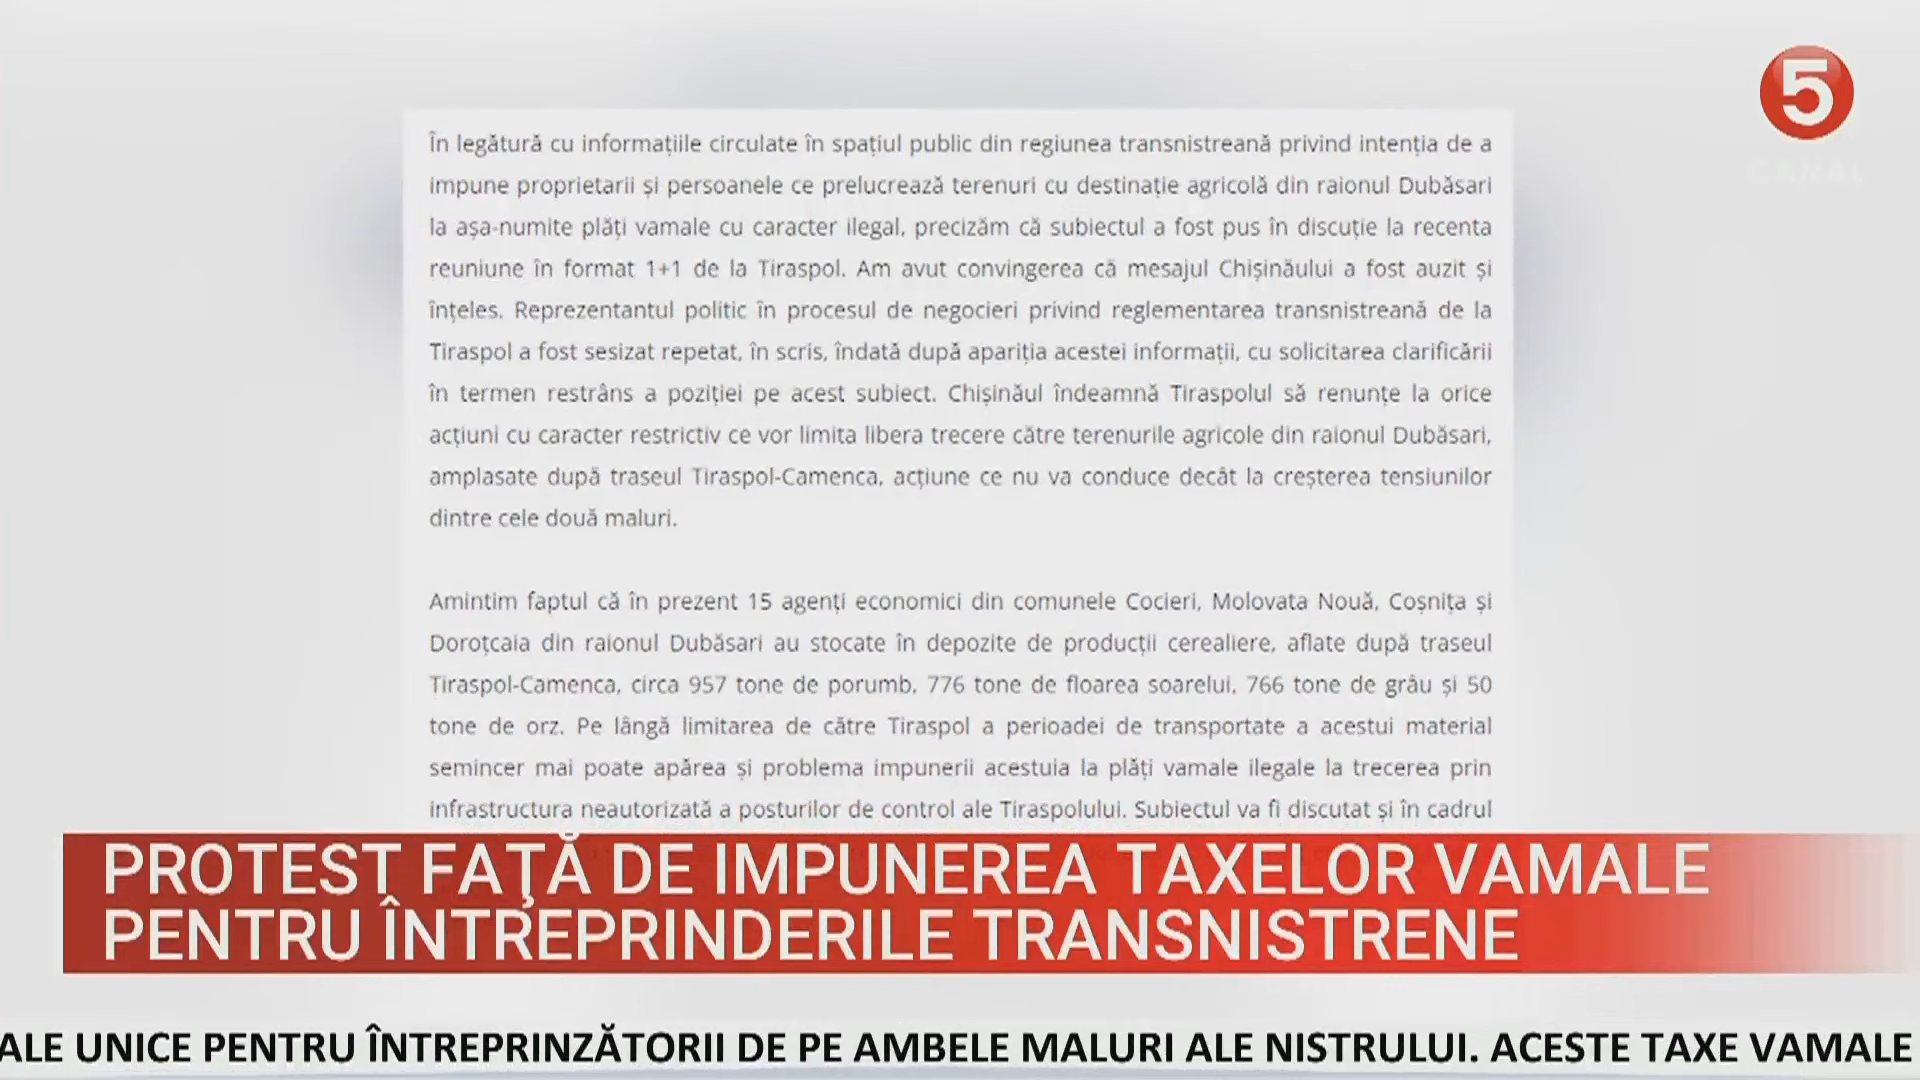 5
CANAL
În legătură cu informațiile circulate în spațiul public din regiunea transnistreană privind intenția de a
impune proprietarii și persoanele ce prelucrează terenuri cu destinație agricolă din raionul Dubăsari
la așa-numite plăți vamale cu caracter ilegal, precizăm că subiectul a fost pus în discuție la recenta
reuniune în format 1+1 de la Tiraspol. Am avut convingerea că mesajul Chișinăului a fost auzit și
înțeles. Reprezentantul politic în procesul de negocieri privind reglementarea transnistreană de la
Tiraspol a fost sesizat repetat, în scris, îndată după apariția acestei informații, cu solicitarea clarificării
în termen restrâns a poziției pe acest subiect. Chișinăul îndeamnă Tiraspolul să renunțe la orice
acțiuni cu caracter restrictiv ce vor limita libera trecere către terenurile agricole din raionul Dubăsari,
amplasate după traseul Tiraspol-Camenca, acțiune ce nu va conduce decât la creșterea tensiunilor
dintre cele două maluri.
Amintim faptul că în prezent 15 agenți economici din comunele Cocieri, Molovata Nouă, Coșnița și
Doroțcaia din raionul Dubăsari au stocate în depozite de producții cerealiere, aflate după traseul
Tiraspol-Camenca, circa 957 tone de porumb, 776 tone de floarea soarelui, 766 tone de grâu și 50
tone de orz. Pe lângă limitarea de către Tiraspol a perioadei de transportate a acestui material
semincer mai poate apărea și problema impunerii acestuia la plăți vamale ilegale la trecerea prin
infrastructura neautorizată a posturilor de control ale Tiraspolului. Subiectul va fi discutat și în cadrul
PROTEST FAŢĂ DE IMPUNEREA TAXELOR VAMALE
PENTRU ÎNTREPRINDERILE TRANSNISTRENE
ALE UNICE PENTRU ÎNTREPRINZĂTORII DE PE AMBELE MALURI ALE NISTRULUI. ACESTE TAXE VAMALE